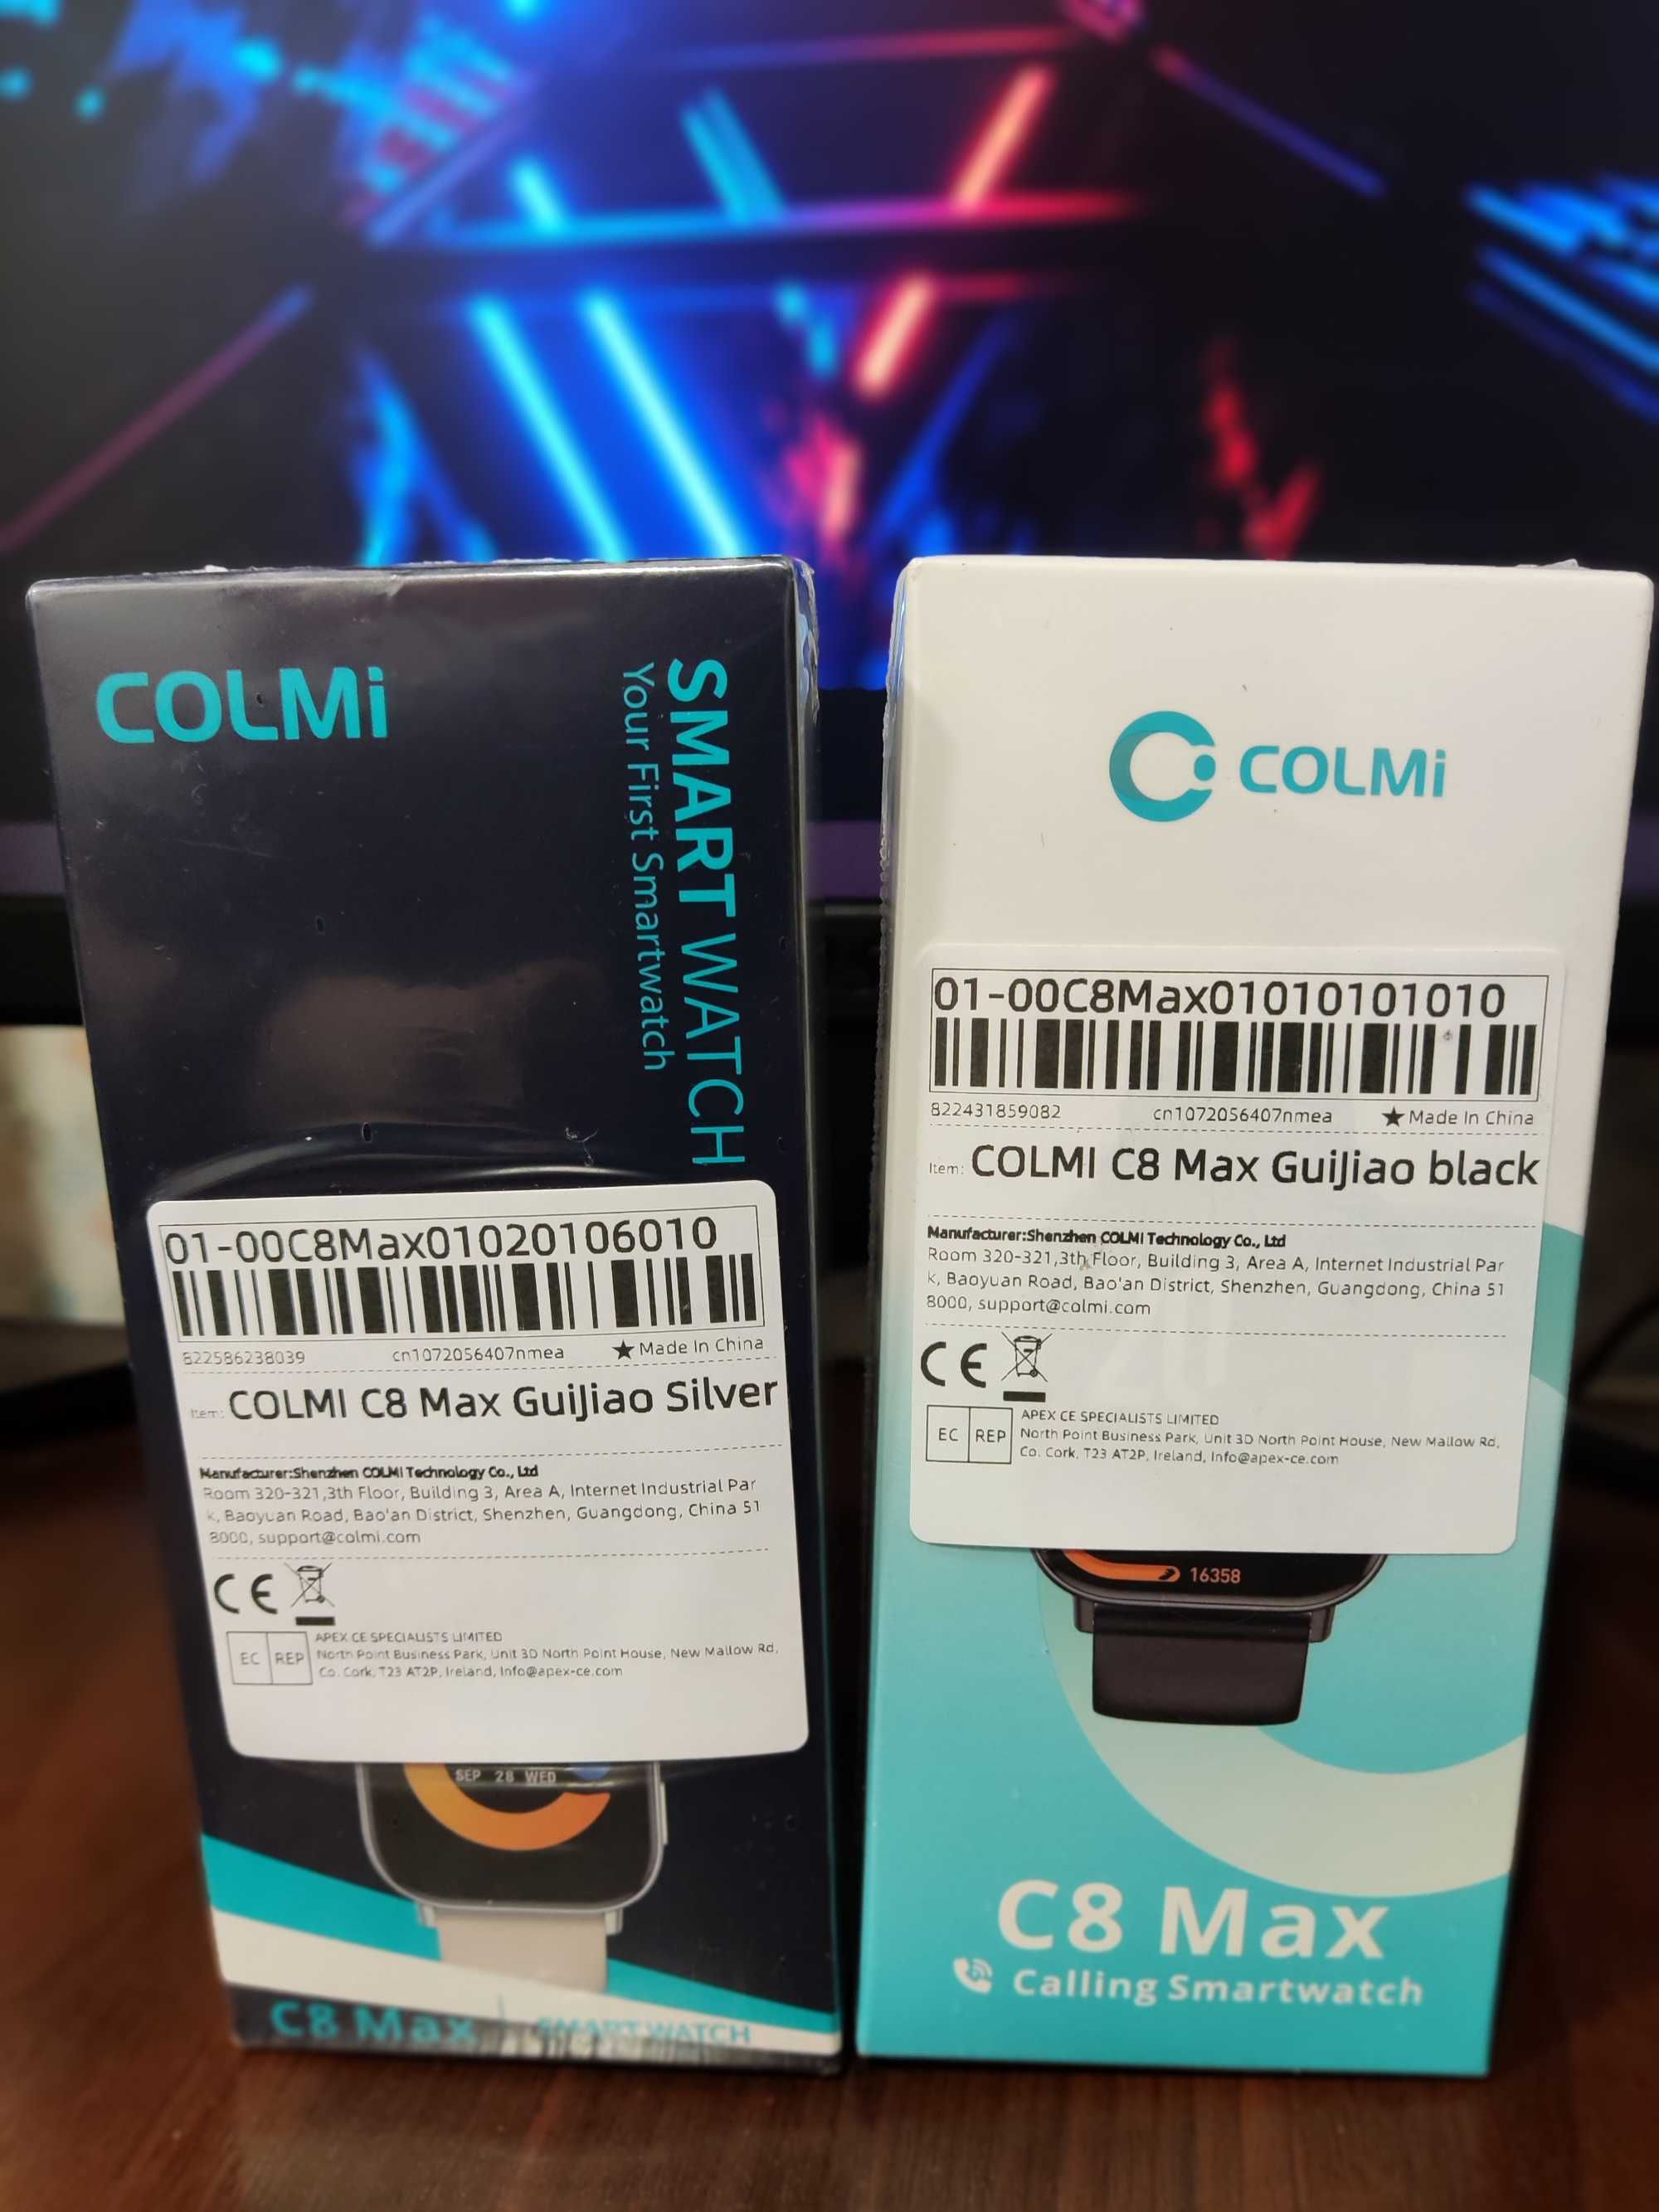 COLMi
SMARTWATCH
Your First Smartwatch
01-00C8Max01020106010
822586238039 cn1072056407nmea ★Made In China
Item: COLMI C8 Max GuiJiao Silver
Manufacturer:Shenzhen COLMI Technology Co., Ltd
Room 320-321,3th Floor, Building 3, Area A, Internet Industrial Par
k, Baoyuan Road, Bao'an District, Shenzhen, Guangdong, China 51
8000, support@colmi.com
CE
EC REP
APEX CE SPECIALISTS LIMITED
North Point Business Park, Unit 3D North Point House, New Mallow Rd,
Co. Cork, T23 AT2P, Ireland, Info@apex-ce.com
SEP 28 WED
C8 Max | SMARTWATCH
COLMi
01-00C8Max01010101010
822431859082 cn1072056407nmea ★Made In China
Item: COLMI C8 Max GuiJiao black
Manufacturer:Shenzhen COLMI Technology Co., Ltd
Room 320-321,3th Floor, Building 3, Area A, Internet Industrial Par
k, Baoyuan Road, Bao'an District, Shenzhen, Guangdong, China 51
8000, support@colmi.com
CE
EC REP
APEX CE SPECIALISTS LIMITED
North Point Business Park, Unit 3D North Point House, New Mallow Rd,
Co. Cork, T23 AT2P, Ireland, Info@apex-ce.com
16358
C8 Max
Calling Smartwatch